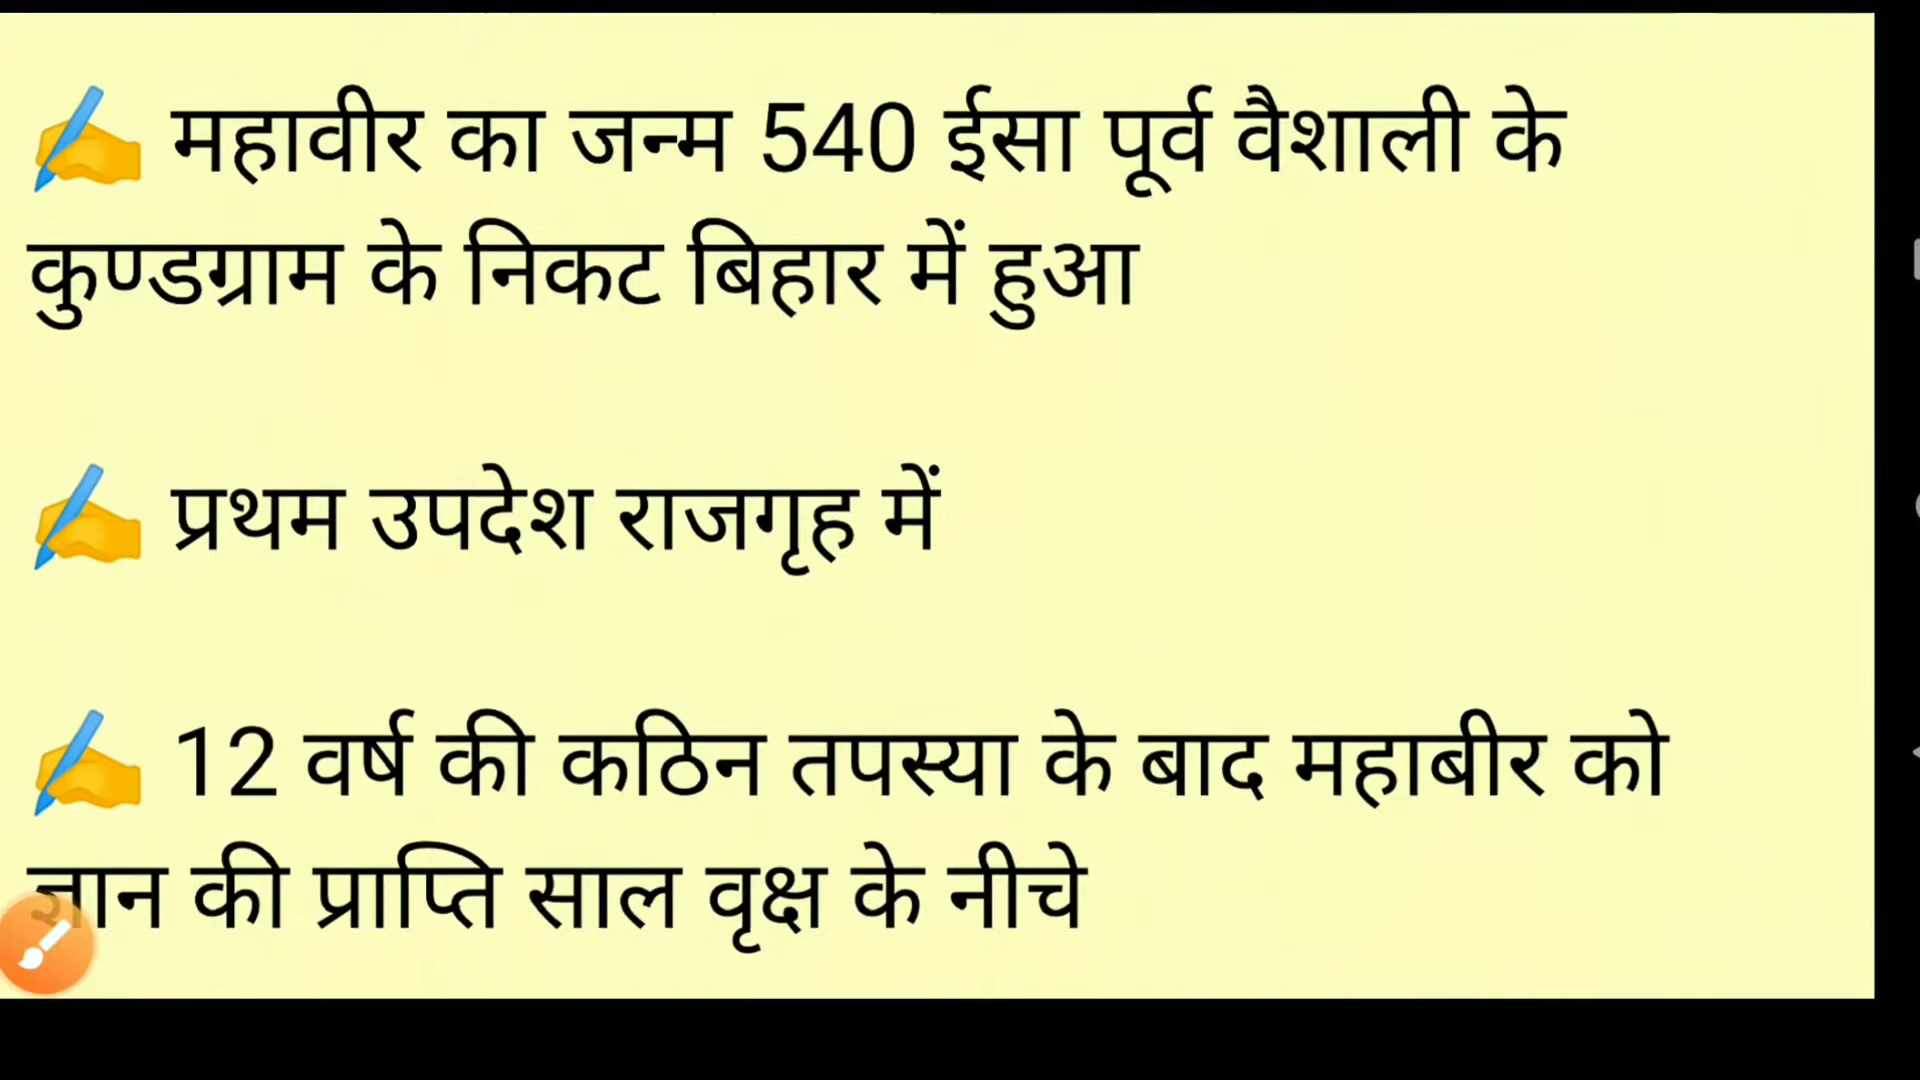 ✍ महावीर का जन्म 540 ईसा पूर्व वैशाली के
कुण्डग्राम के निकट बिहार में हुआ
✍ प्रथम उपदेश राजगृह में
✍ 12 वर्ष की कठिन तपस्या के बाद महाबीर को
ज्ञान की प्राप्ति साल वृक्ष के नीचे